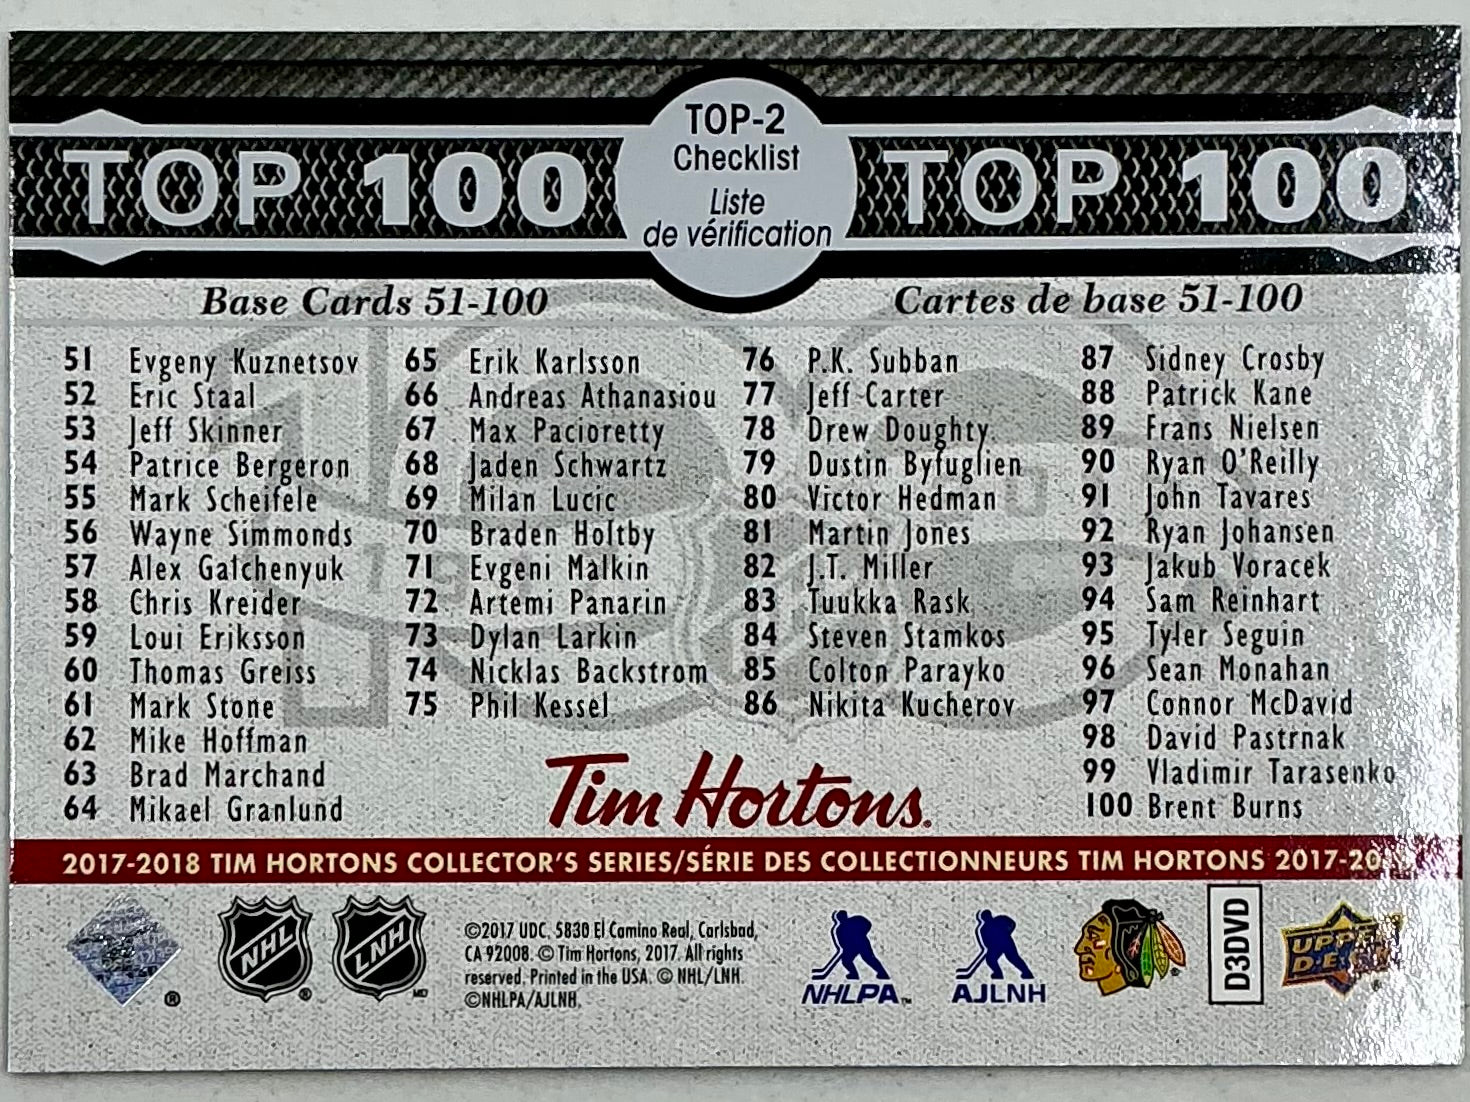 TOP 100
TOP-2
Checklist
Liste
de vérification
TOP 100
Base Cards 51-100
Cartes de base 51-100
51 Evgeny Kuznetsov
52 Eric Staal
53 Jeff Skinner
54 Patrice Bergeron
55 Mark Scheifele
56 Wayne Simmonds
57 Alex Galchenyuk
58 Chris Kreider
59 Loui Eriksson
60 Thomas Greiss
61 Mark Stone
62 Mike Hoffman
63 Brad Marchand
64 Mikael Granlund
65 Erik Karlsson
66 Andreas Athanasiou
67 Max Pacioretty
68 Jaden Schwartz
69 Milan Lucic
70 Braden Holtby
71 Evgeni Malkin
72 Artemi Panarin
73 Dylan Larkin
74 Nicklas Backstrom
75 Phil Kessel
76 P.K. Subban
77 Jeff Carter
78 Drew Doughty
79 Dustin Byfuglien
80 Victor Hedman
81 Martin Jones
82 J.T. Miller
83 Tuukka Rask
84 Steven Stamkos
85 Colton Parayko
86 Nikita Kucherov
87 Sidney Crosby
88 Patrick Kane
89 Frans Nielsen
90 Ryan O'Reilly
91 John Tavares
92 Ryan Johansen
93 Jakub Voracek
94 Sam Reinhart
95 Tyler Seguin
96 Sean Monahan
97 Connor McDavid
98 David Pastrnak
99 Vladimir Tarasenko
100 Brent Burns
Tim Hortons.
2017-2018 TIM HORTONS COLLECTOR'S SERIES/SÉRIE DES COLLECTIONNEURS TIM HORTONS 2017-20
®
NHL ®
LNH MD
©2017 UDC. 5830 El Camino Real, Carlsbad,
CA 92008. © Tim Hortons, 2017. All rights
reserved. Printed in the USA. © NHL/LNH.
©NHLPA/AJLNH.
NHLPA™
AJLNH
D3DVD
UPPER
DECK